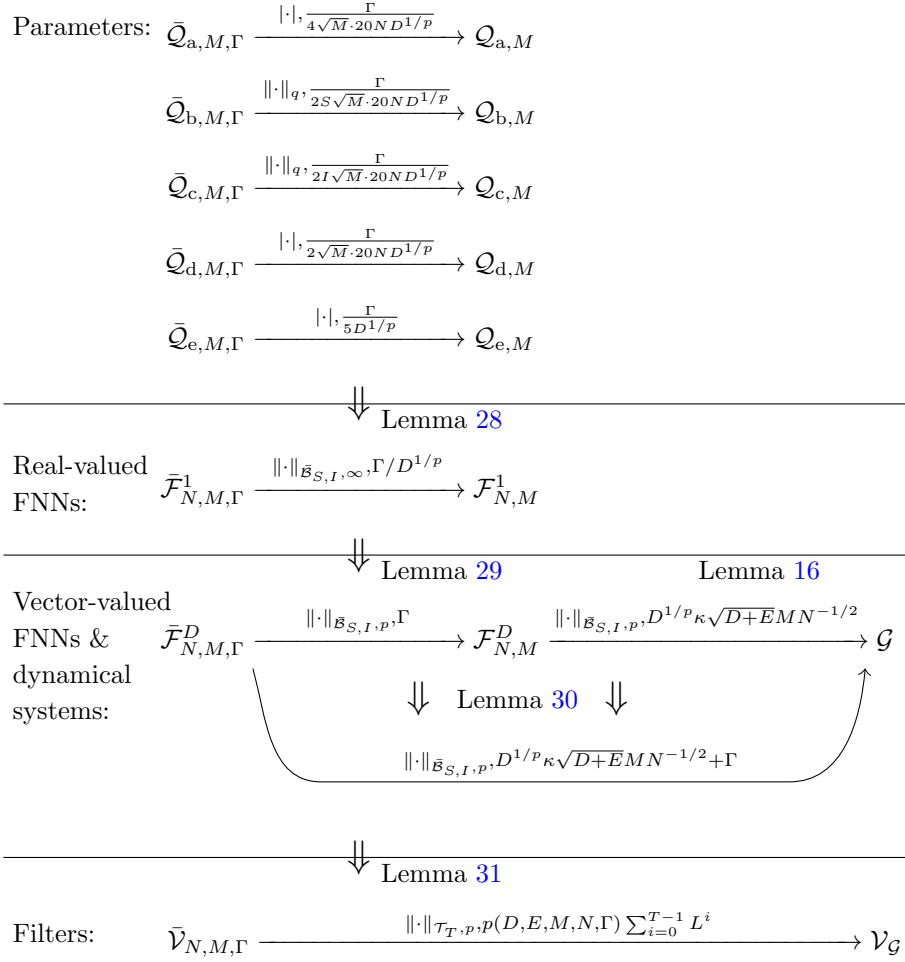 Parameters: $\bar{\mathcal{Q}}_{\mathrm{a},M,\Gamma} \xrightarrow{|\cdot|, \frac{\Gamma}{4\sqrt{M}\cdot 20ND^{1/p}}} \mathcal{Q}_{\mathrm{a},M}$
$\bar{\mathcal{Q}}_{\mathrm{b},M,\Gamma} \xrightarrow{\|\cdot\|_q, \frac{\Gamma}{2S\sqrt{M}\cdot 20ND^{1/p}}} \mathcal{Q}_{\mathrm{b},M}$
$\bar{\mathcal{Q}}_{\mathrm{c},M,\Gamma} \xrightarrow{\|\cdot\|_q, \frac{\Gamma}{2I\sqrt{M}\cdot 20ND^{1/p}}} \mathcal{Q}_{\mathrm{c},M}$
$\bar{\mathcal{Q}}_{\mathrm{d},M,\Gamma} \xrightarrow{|\cdot|, \frac{\Gamma}{2\sqrt{M}\cdot 20ND^{1/p}}} \mathcal{Q}_{\mathrm{d},M}$
$\bar{\mathcal{Q}}_{\mathrm{e},M,\Gamma} \xrightarrow{|\cdot|, \frac{\Gamma}{5D^{1/p}}} \mathcal{Q}_{\mathrm{e},M}$
⇓ Lemma 28
Real-valued
FNNs: $\bar{\mathcal{F}}^1_{N,M,\Gamma} \xrightarrow{\|\cdot\|_{\bar{\mathcal{B}}_{S,I},\infty}, \Gamma/D^{1/p}} \mathcal{F}^1_{N,M}$
⇓ Lemma 29 Lemma 16
Vector-valued
FNNs & $\bar{\mathcal{F}}^D_{N,M,\Gamma} \xrightarrow{\|\cdot\|_{\bar{\mathcal{B}}_{S,I},p}, \Gamma} \mathcal{F}^D_{N,M} \xrightarrow{\|\cdot\|_{\bar{\mathcal{B}}_{S,I},p}, D^{1/p}\kappa\sqrt{D+E}MN^{-1/2}} \mathcal{G}$
dynamical
systems:
⇓ Lemma 30 ⇓
$\|\cdot\|_{\bar{\mathcal{B}}_{S,I},p}, D^{1/p}\kappa\sqrt{D+E}MN^{-1/2}+\Gamma$
⇓ Lemma 31
Filters: $\bar{\mathcal{V}}_{N,M,\Gamma} \xrightarrow{\|\cdot\|_{\mathcal{T}_T,p}, p(D,E,M,N,\Gamma) \sum_{i=0}^{T-1} L^i} \mathcal{V}_{\mathcal{G}}$